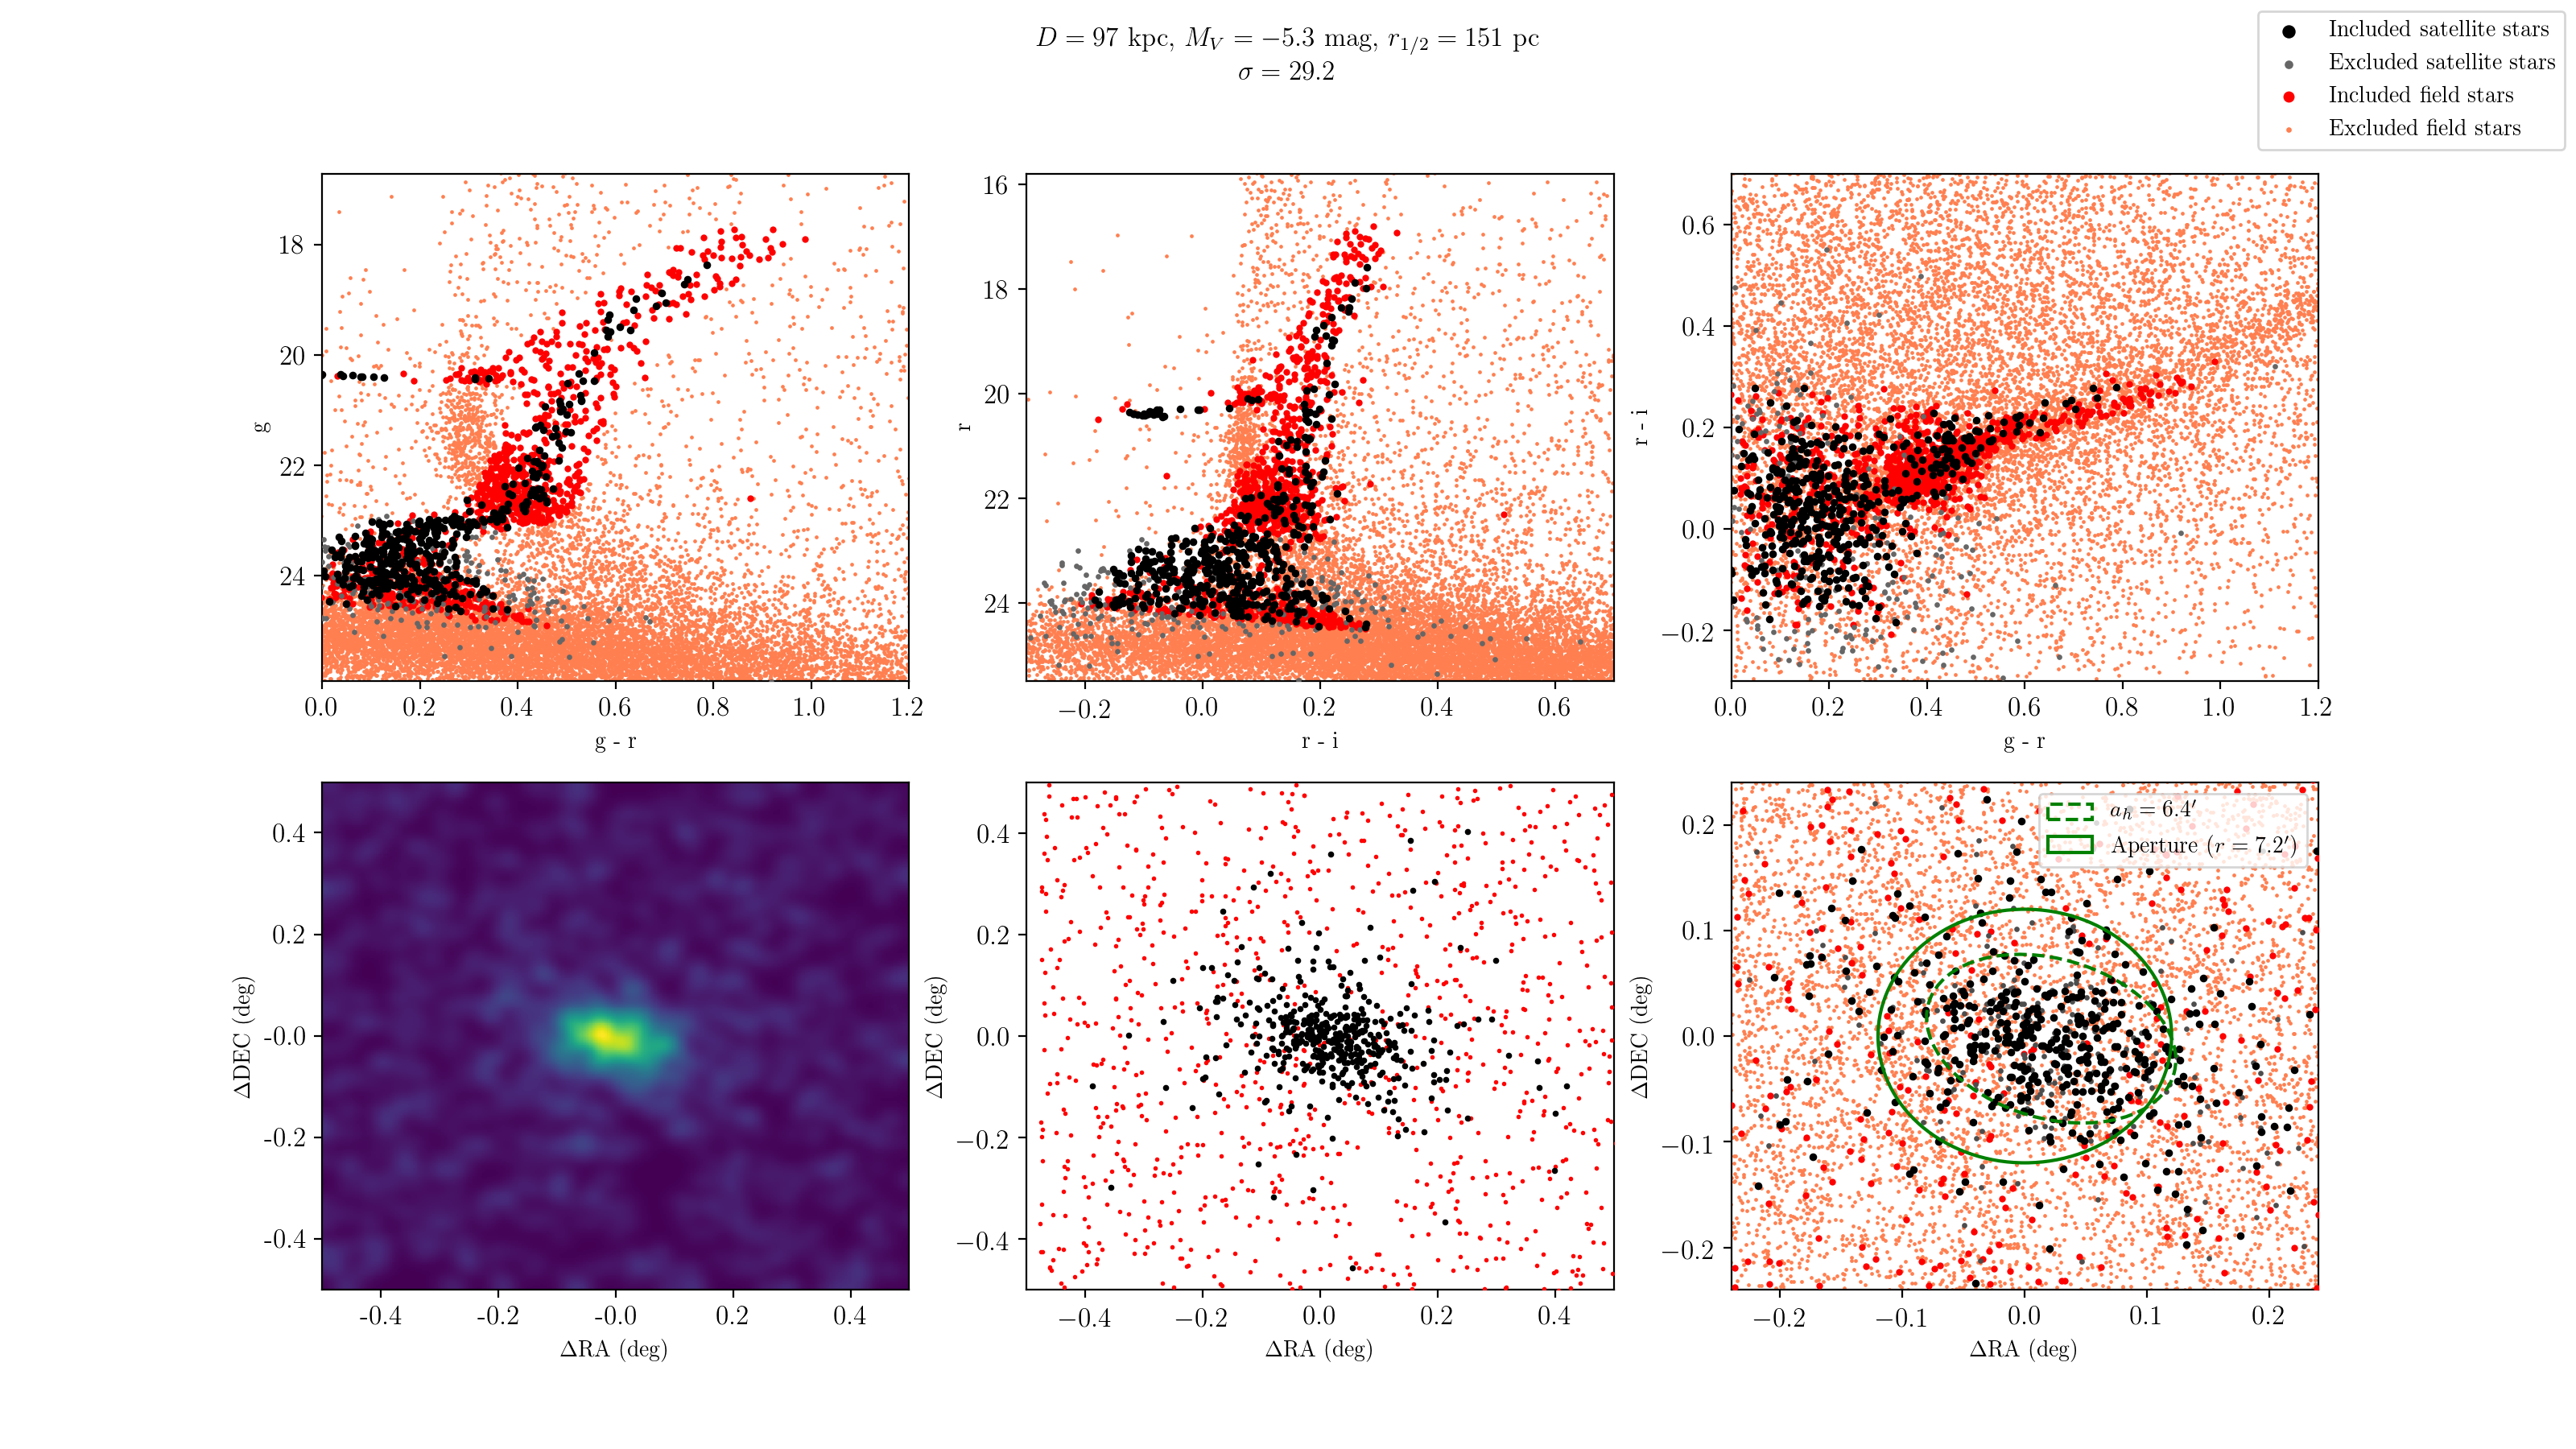 D = 97 kpc, M_V = −5.3 mag, r_{1/2} = 151 pc
σ = 29.2
Included satellite stars
Excluded satellite stars
Included field stars
Excluded field stars
18
20
22
24
g
0.0 0.2 0.4 0.6 0.8 1.0 1.2
g - r
16
18
20
22
24
r
−0.2 0.0 0.2 0.4 0.6
r - i
0.6
0.4
0.2
0.0
−0.2
r - i
0.0 0.2 0.4 0.6 0.8 1.0 1.2
g - r
0.4
0.2
-0.0
-0.2
-0.4
ΔDEC (deg)
-0.4 -0.2 -0.0 0.2 0.4
ΔRA (deg)
0.4
0.2
0.0
−0.2
−0.4
ΔDEC (deg)
−0.4 −0.2 0.0 0.2 0.4
ΔRA (deg)
a_h = 6.4′
Aperture (r = 7.2′)
0.2
0.1
0.0
−0.1
−0.2
ΔDEC (deg)
−0.2 −0.1 0.0 0.1 0.2
ΔRA (deg)